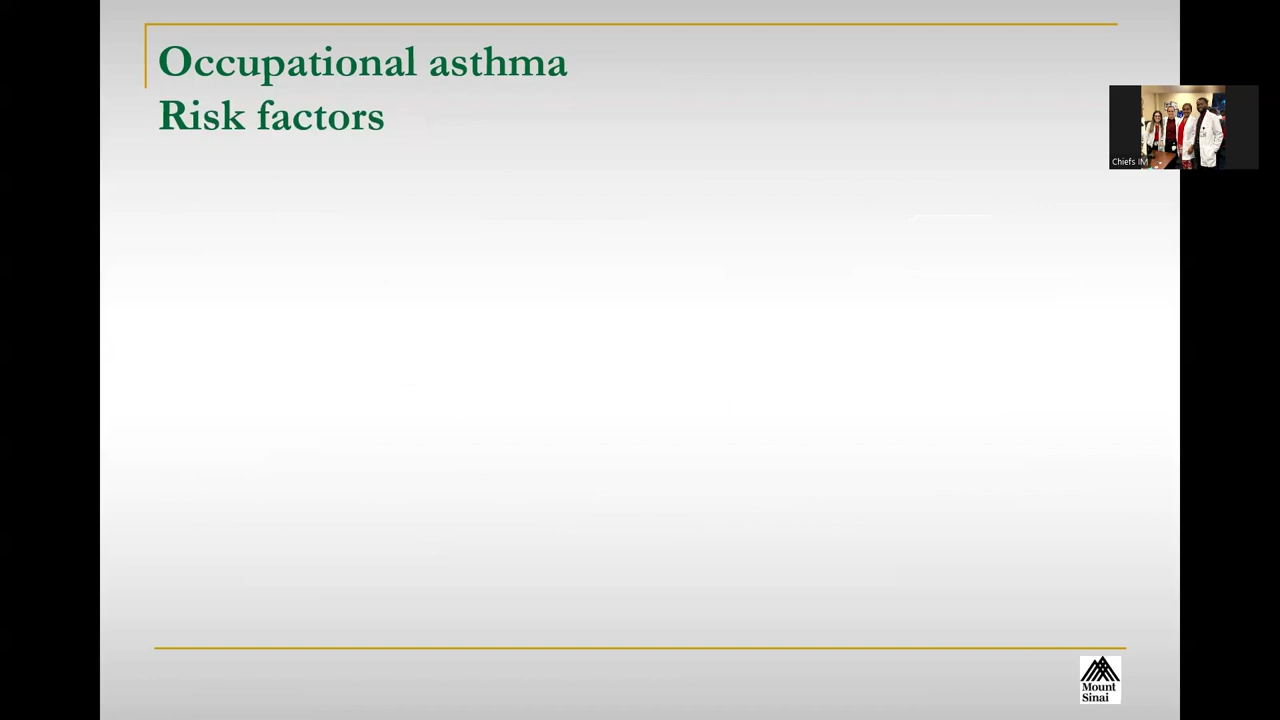 Occupational asthma
Risk factors
Chiefs IM
Mount
Sinai